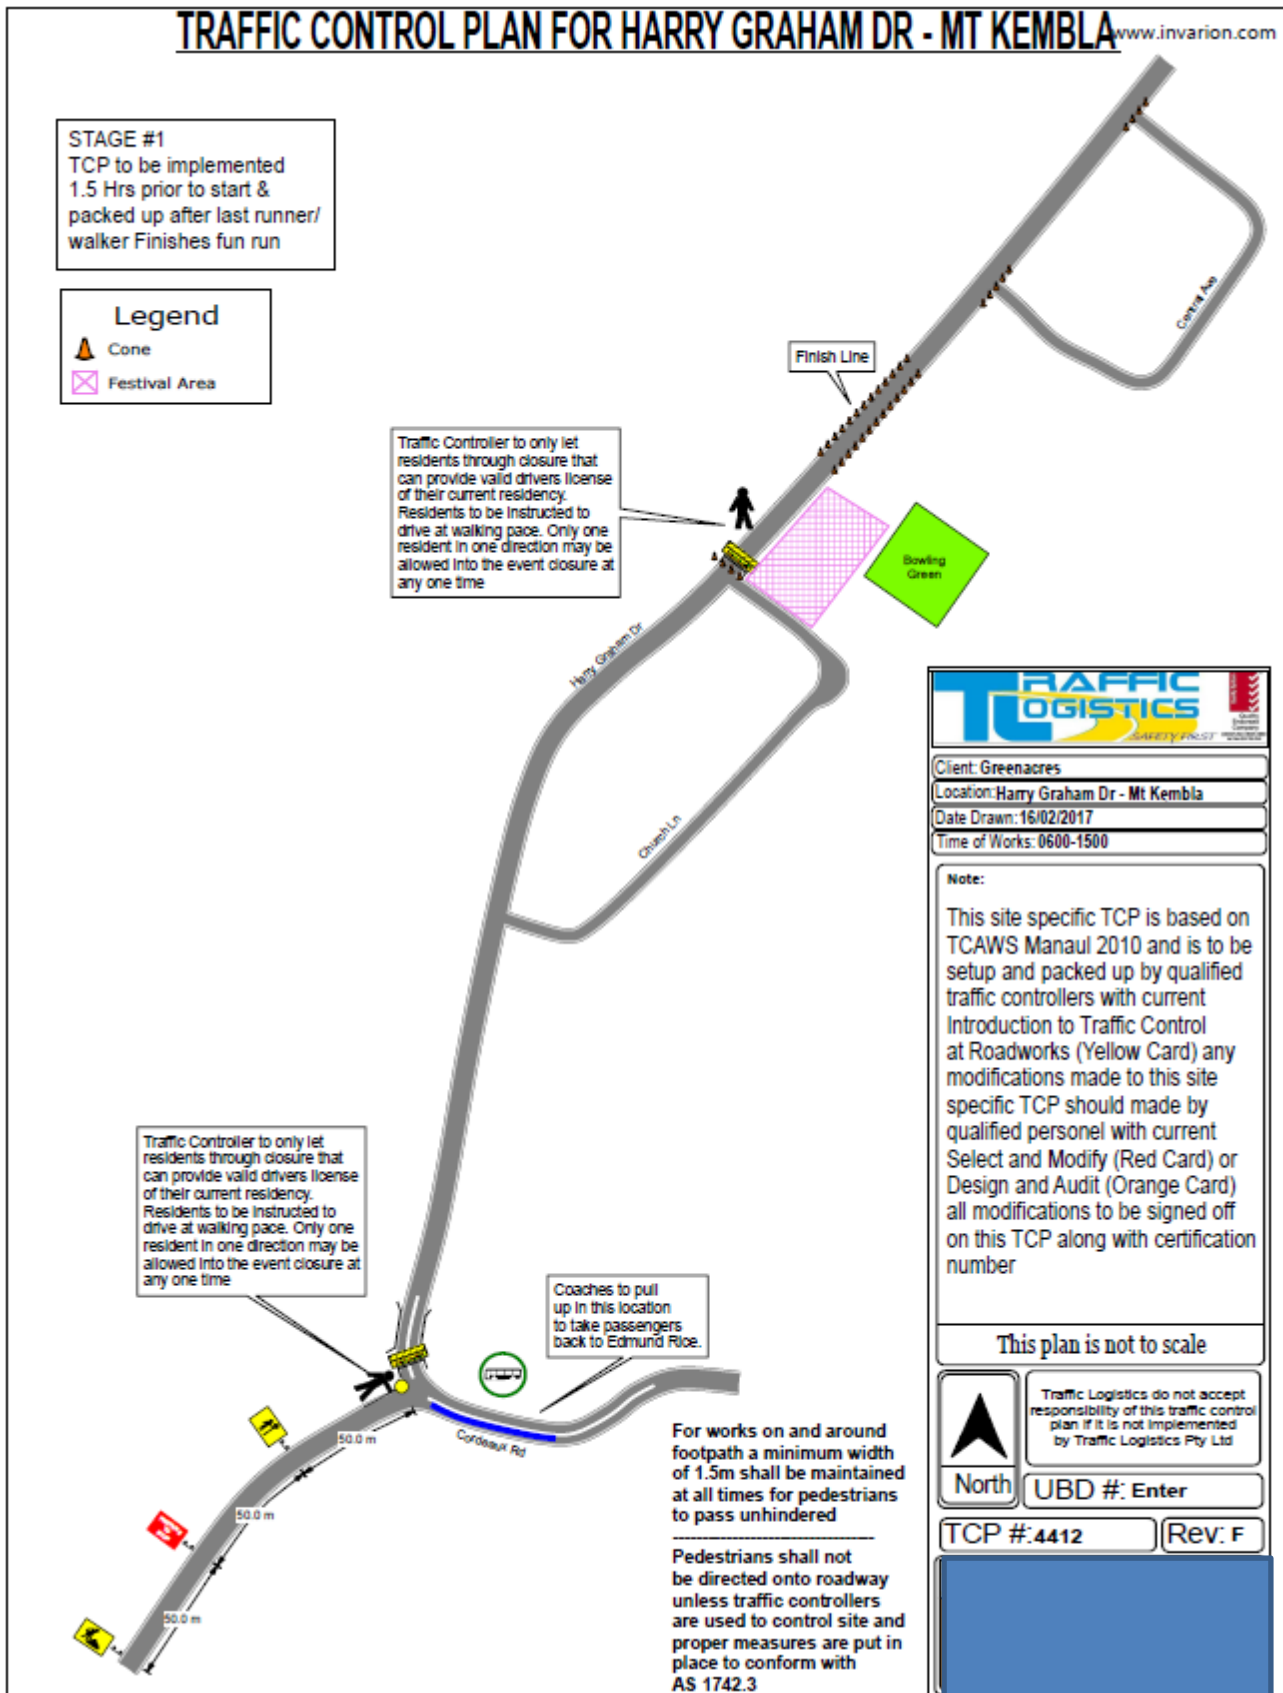 TRAFFIC CONTROL PLAN FOR HARRY GRAHAM DR - MT KEMBLA
www.invarion.com
STAGE #1
TCP to be implemented
1.5 Hrs prior to start &
packed up after last runner/
walker Finishes fun run
Legend
Cone
Festival Area
Central Ave
Finish Line
Traffic Controller to only let
residents through closure that
can provide valid drivers license
of their current residency.
Residents to be instructed to
drive at walking pace. Only one
resident in one direction may be
allowed into the event closure at
any one time
Bowling
Green
Harry Graham Dr
Church Ln
TRAFFIC
LOGISTICS
SAFETY FIRST
Client: Greenacres
Location: Harry Graham Dr - Mt Kembla
Date Drawn: 16/02/2017
Time of Works: 0600-1500
Note:
This site specific TCP is based on
TCAWS Manaul 2010 and is to be
setup and packed up by qualified
traffic controllers with current
Introduction to Traffic Control
at Roadworks (Yellow Card) any
modifications made to this site
specific TCP should made by
qualified personel with current
Select and Modify (Red Card) or
Design and Audit (Orange Card)
all modifications to be signed off
on this TCP along with certification
number
Traffic Controller to only let
residents through closure that
can provide valid drivers license
of their current residency.
Residents to be instructed to
drive at walking pace. Only one
resident in one direction may be
allowed into the event closure at
any one time
Coaches to pull
up in this location
to take passengers
back to Edmund Rice.
Cordeaux Rd
50.0 m
50.0 m
50.0 m
For works on and around
footpath a minimum width
of 1.5m shall be maintained
at all times for pedestrians
to pass unhindered
Pedestrians shall not
be directed onto roadway
unless traffic controllers
are used to control site and
proper measures are put in
place to conform with
AS 1742.3
This plan is not to scale
North
Traffic Logistics do not accept
responsibility of this traffic control
plan if it is not implemented
by Traffic Logistics Pty Ltd
UBD #: Enter
TCP #: 4412
Rev: F